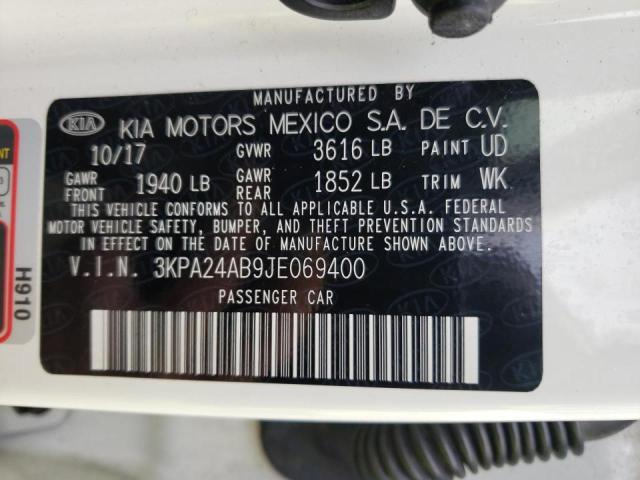 MANUFACTURED BY
KIA KIA MOTORS MEXICO S.A. DE C.V.
10/17 GVWR 3616 LB PAINT UD
GAWR FRONT 1940 LB GAWR REAR 1852 LB TRIM WK
THIS VEHICLE CONFORMS TO ALL APPLICABLE U.S.A. FEDERAL
MOTOR VEHICLE SAFETY, BUMPER, AND THEFT PREVENTION STANDARDS
IN EFFECT ON THE DATE OF MANUFACTURE SHOWN ABOVE.
V.I.N. 3KPA24AB9JE069400
PASSENGER CAR
H910